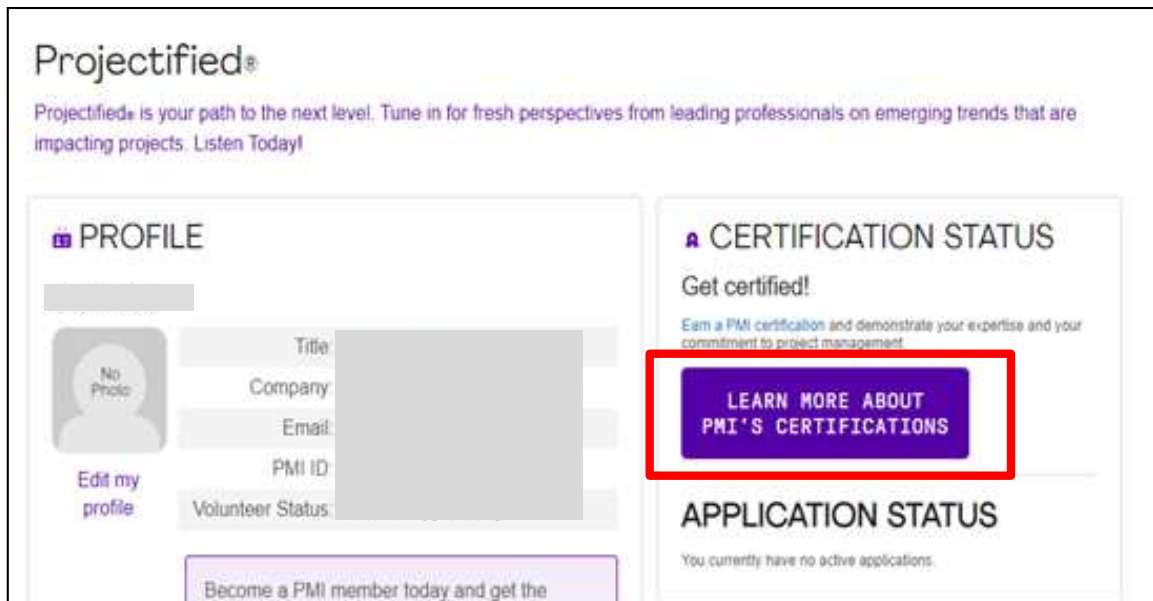 Projectified®
Projectified® is your path to the next level. Tune in for fresh perspectives from leading professionals on emerging trends that are
impacting projects. Listen Today!
PROFILE
No
Photo
Edit my
profile
Title:
Company:
Email:
PMI ID:
Volunteer Status:
Become a PMI member today and get the
CERTIFICATION STATUS
Get certified!
Earn a PMI certification and demonstrate your expertise and your
commitment to project management.
LEARN MORE ABOUT
PMI'S CERTIFICATIONS
APPLICATION STATUS
You currently have no active applications.